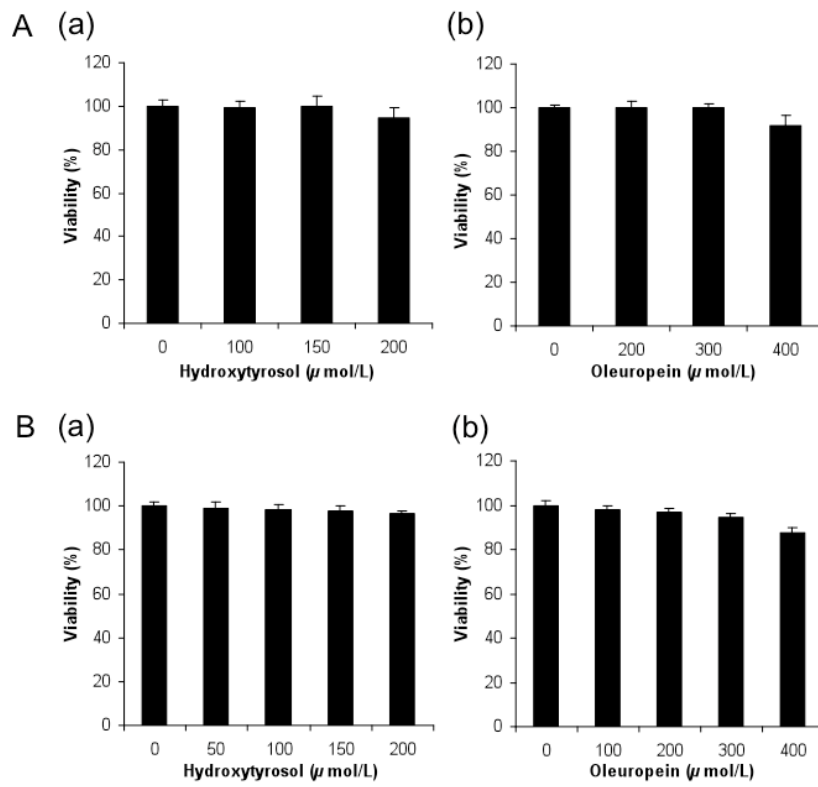 A (a)
120
100
80
60
40
20
0
Viability (%)
0 100 150 200
Hydroxytyrosol (µ mol/L)
(b)
120
100
80
60
40
20
0
Viability (%)
0 200 300 400
Oleuropein (µ mol/L)
B (a)
120
100
80
60
40
20
0
Viability (%)
0 50 100 150 200
Hydroxytyrosol (µ mol/L)
(b)
120
100
80
60
40
20
0
Viability (%)
0 100 200 300 400
Oleuropein (µ mol/L)